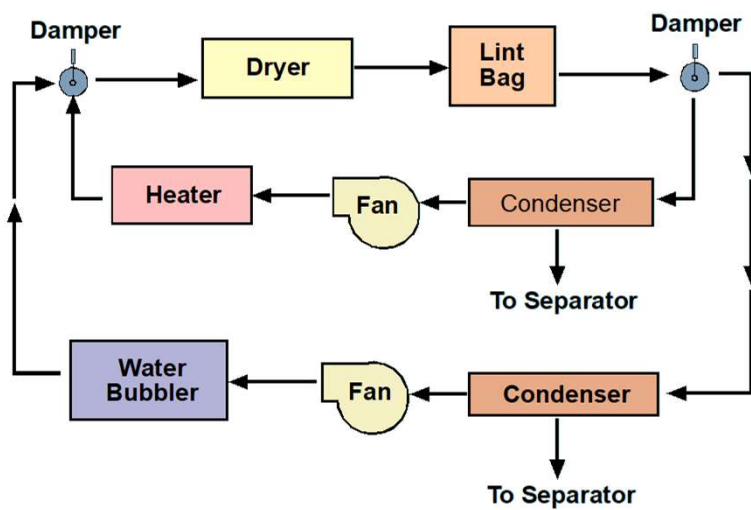 Damper
Damper
Dryer
Lint
Bag
Heater
Fan
Condenser
To Separator
Water
Bubbler
Fan
Condenser
To Separator